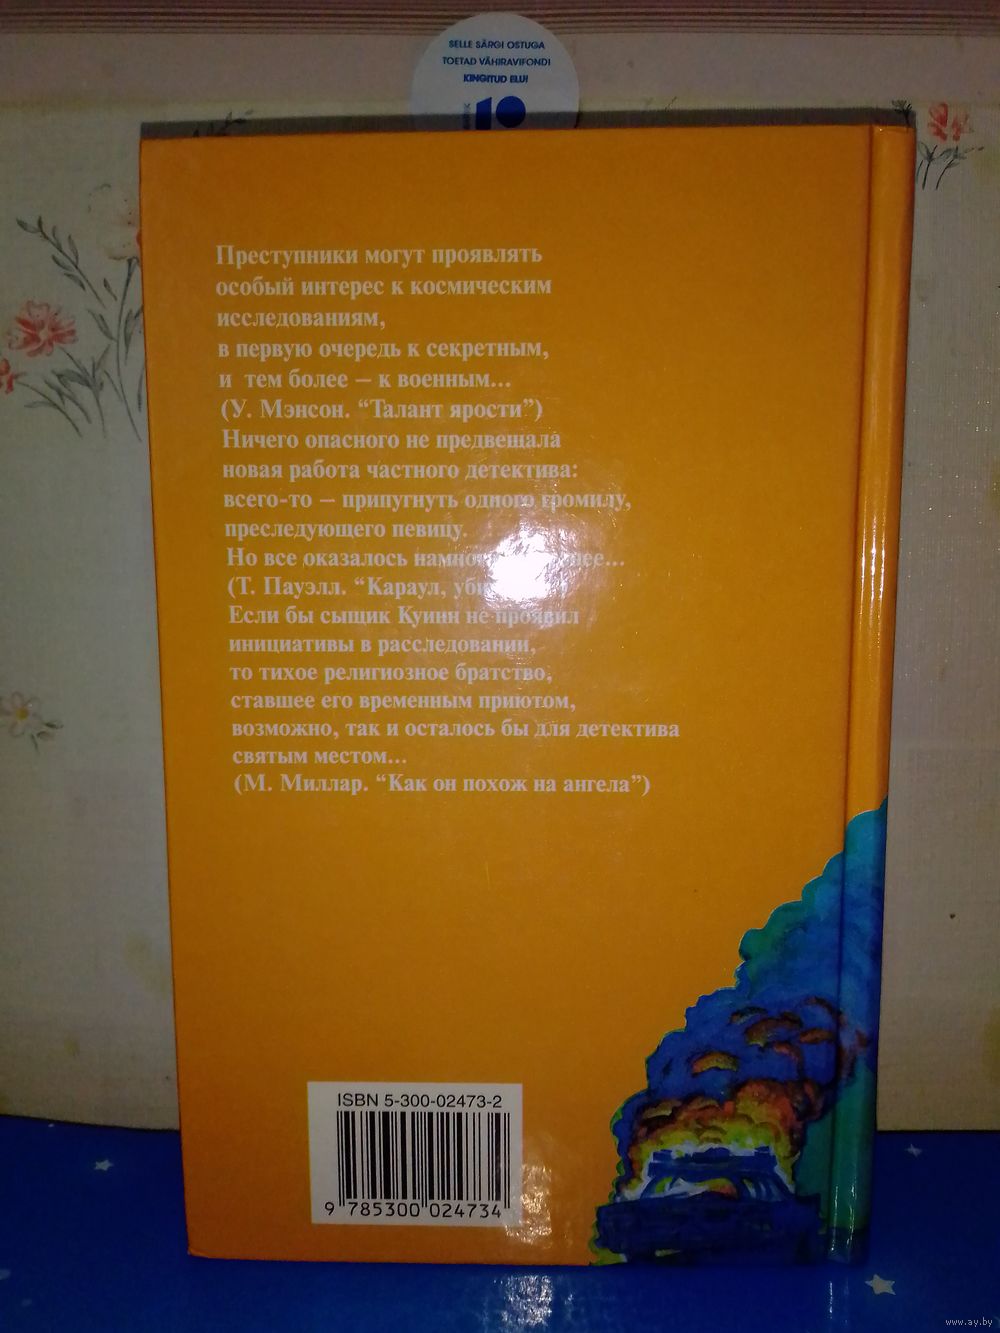 SELLE SÄRGI OSTUGA
TOETAD VÄHIRAVIFONDI
KINGITUD ELU!
Преступники могут проявлять
особый интерес к космическим
исследованиям,
в первую очередь к секретным,
и тем более – к военным...
(У. Мэнсон. “Талант ярости”)
Ничего опасного не предвещала
новая работа частного детектива:
всего-то – припугнуть одного громилу,
преследующего певицу.
Но все оказалось
(Т. Пауэлл. “Караул,
Если бы сыщик Куинн не проявил
инициативы в расследовании,
то тихое религиозное братство,
ставшее его временным приютом,
возможно, так и осталось бы для детектива
святым местом...
(М. Миллар. “Как он похож на ангела”)
ISBN 5-300-02473-2
9 785300 024734
www.ay.by